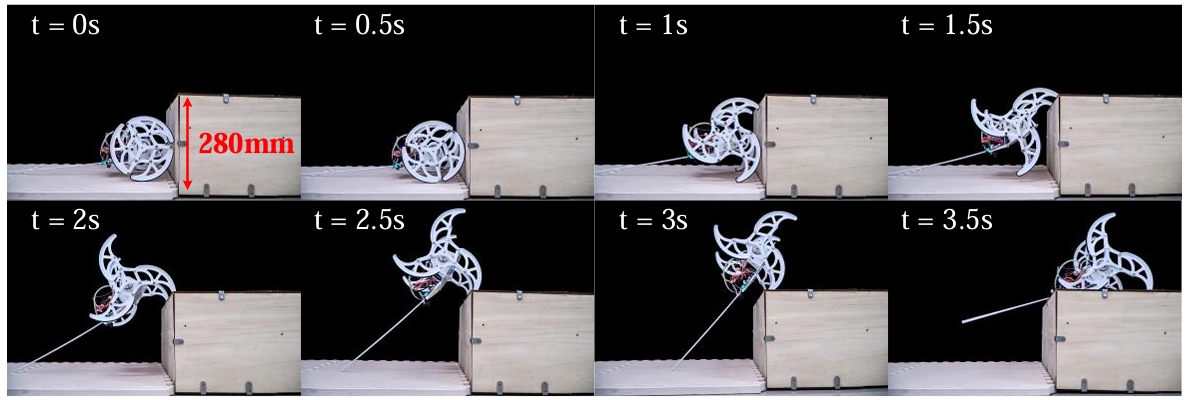 t = 0s
t = 0.5s
t = 1s
t = 1.5s
280mm
t = 2s
t = 2.5s
t = 3s
t = 3.5s